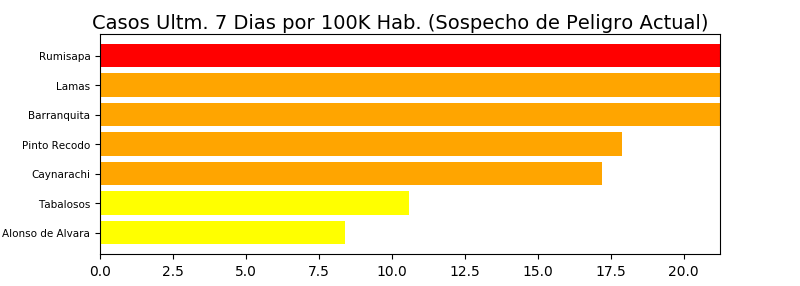 Casos Ultm. 7 Dias por 100K Hab. (Sospecho de Peligro Actual)
Rumisapa
Lamas
Barranquita
Pinto Recodo
Caynarachi
Tabalosos
Alonso de Alvara
0.0 2.5 5.0 7.5 10.0 12.5 15.0 17.5 20.0